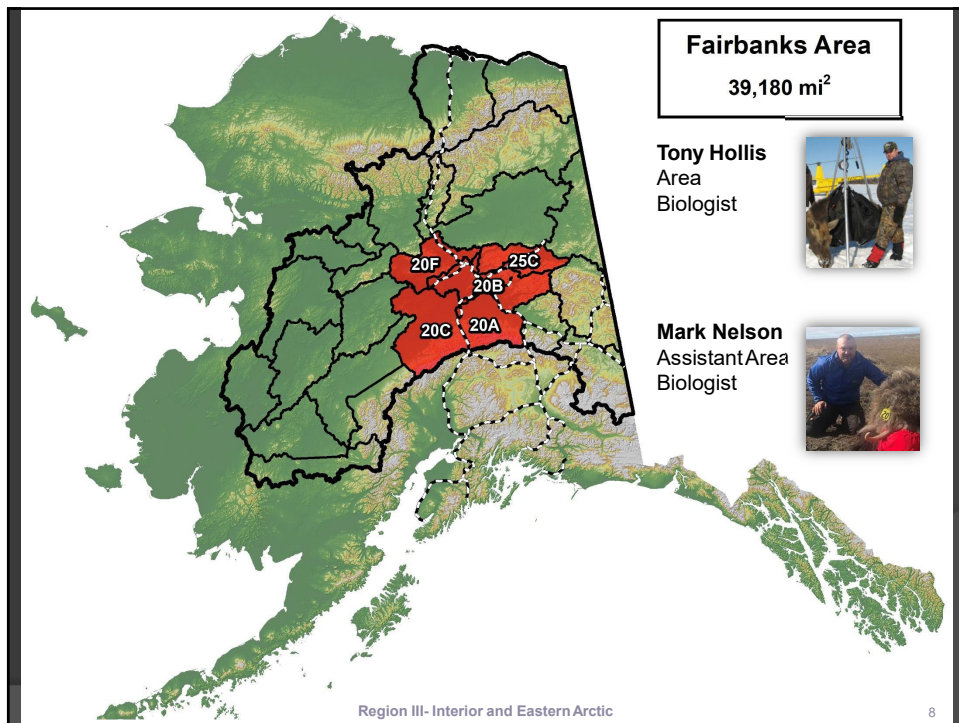 Fairbanks Area
39,180 mi²
Tony Hollis
Area
Biologist
20F
25C
20B
20C
20A
Mark Nelson
Assistant Area
Biologist
Region III- Interior and Eastern Arctic
8